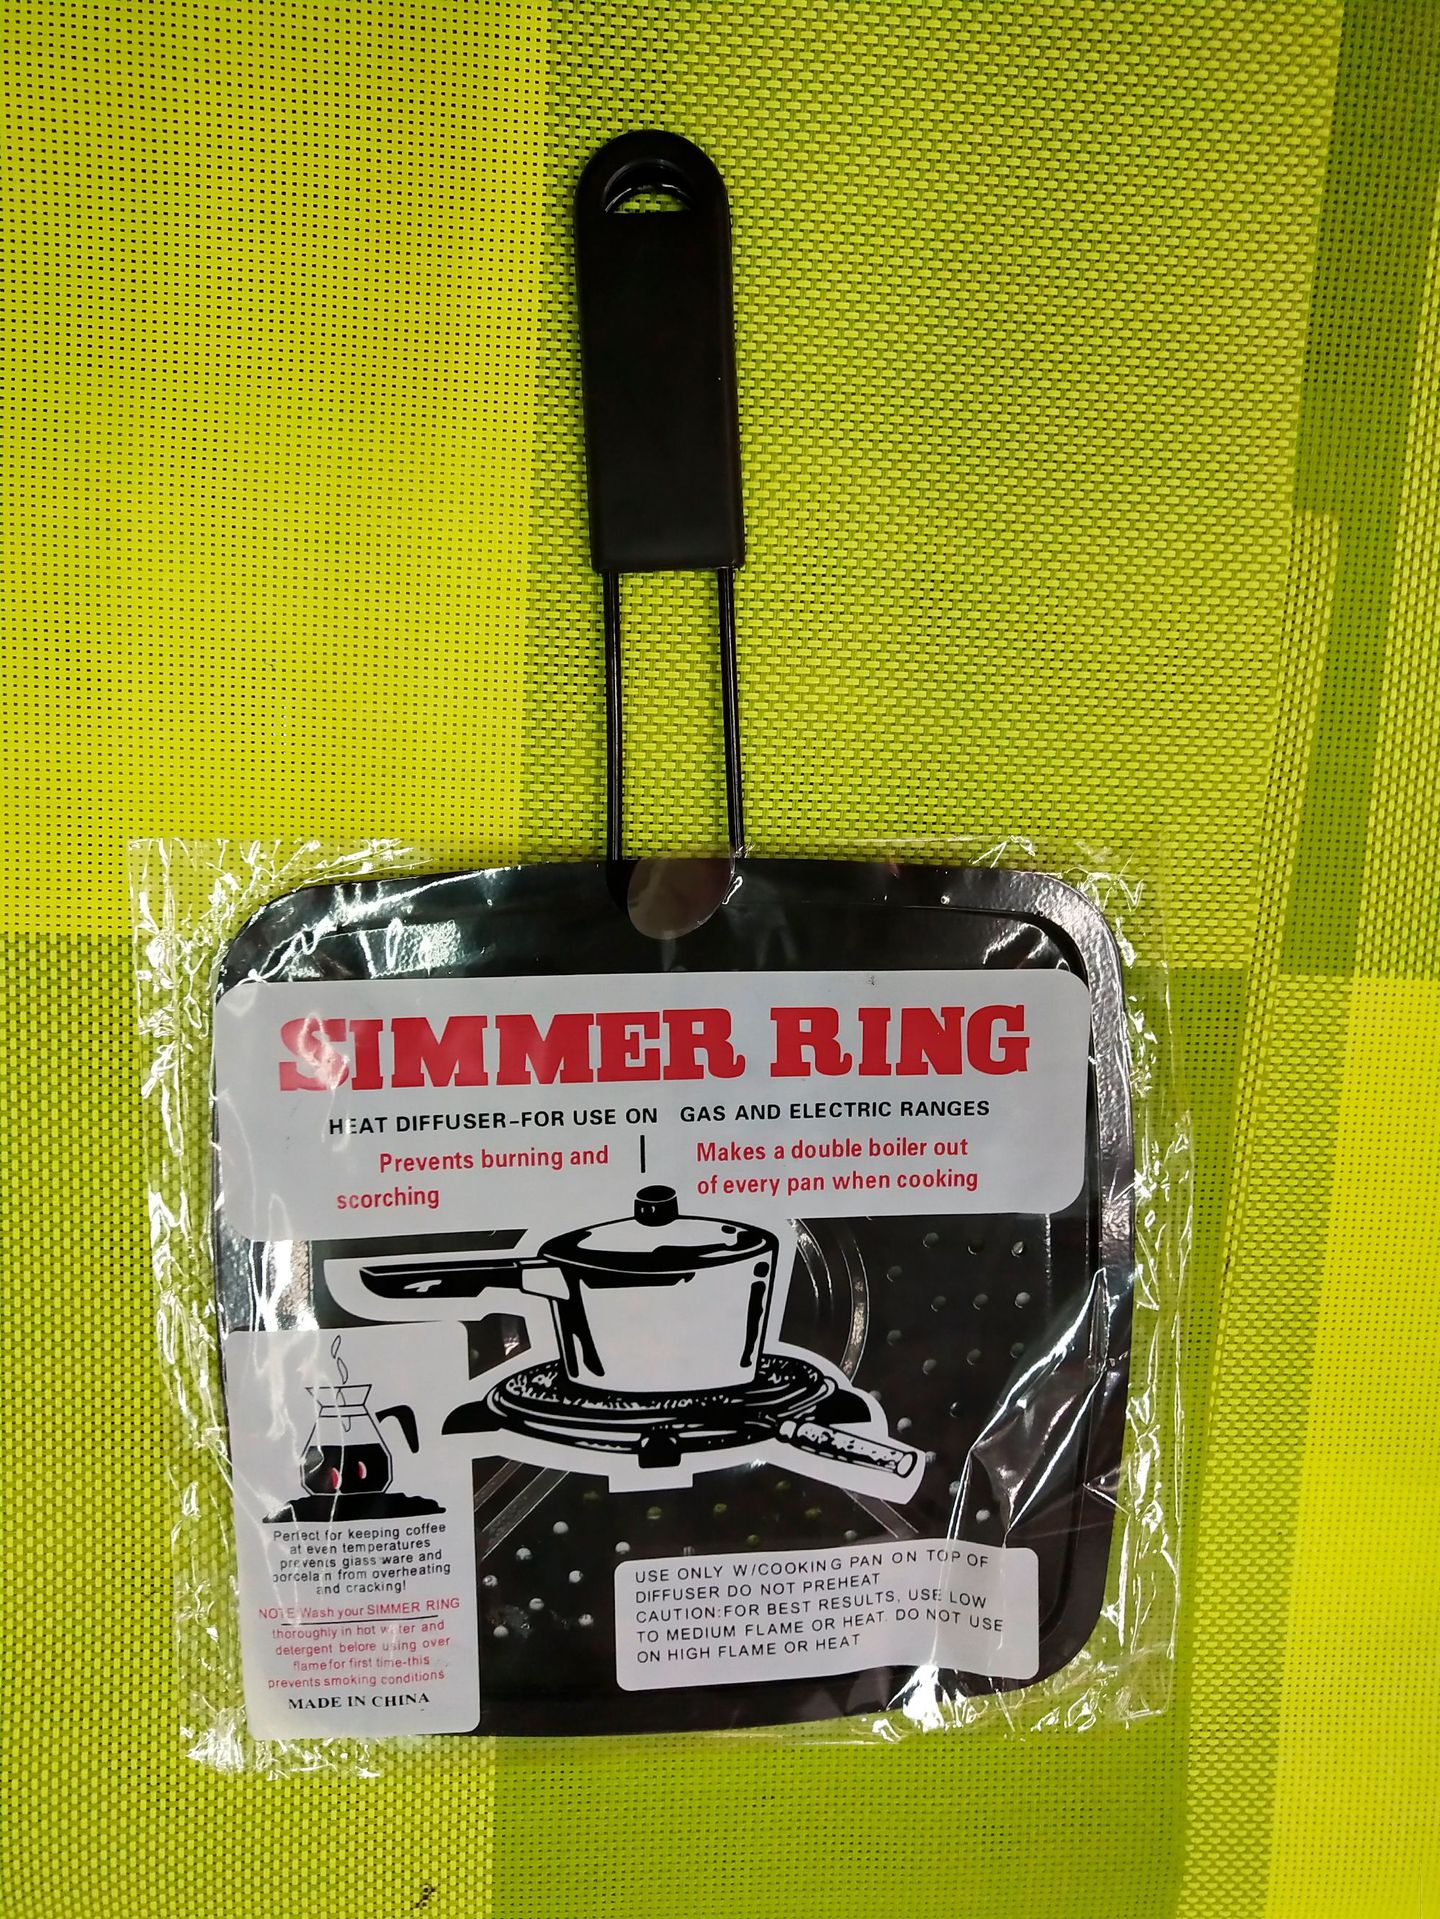 SIMMER RING
HEAT DIFFUSER-FOR USE ON GAS AND ELECTRIC RANGES
Prevents burning and
scorching
Makes a double boiler out
of every pan when cooking
Perfect for keeping coffee
at even temperatures
prevents glass ware and
porcelain from overheating
and cracking!
NOTE:Wash your SIMMER RING
thoroughly in hot water and
detergent before using over
flame for first time-this
prevents smoking conditions.
MADE IN CHINA
USE ONLY W/COOKING PAN ON TOP OF
DIFFUSER DO NOT PREHEAT
CAUTION:FOR BEST RESULTS, USE LOW
TO MEDIUM FLAME OR HEAT. DO NOT USE
ON HIGH FLAME OR HEAT